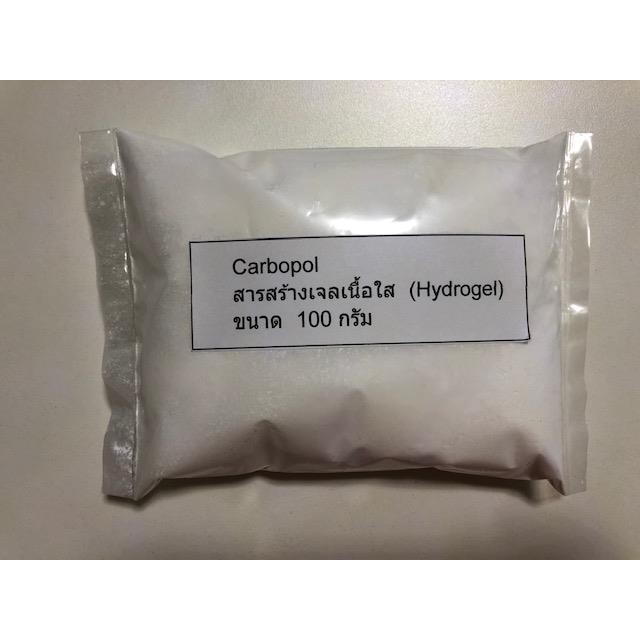 Carbopol
สารสร้างเจลเนื้อใส (Hydrogel)
ขนาด 100 กรัม